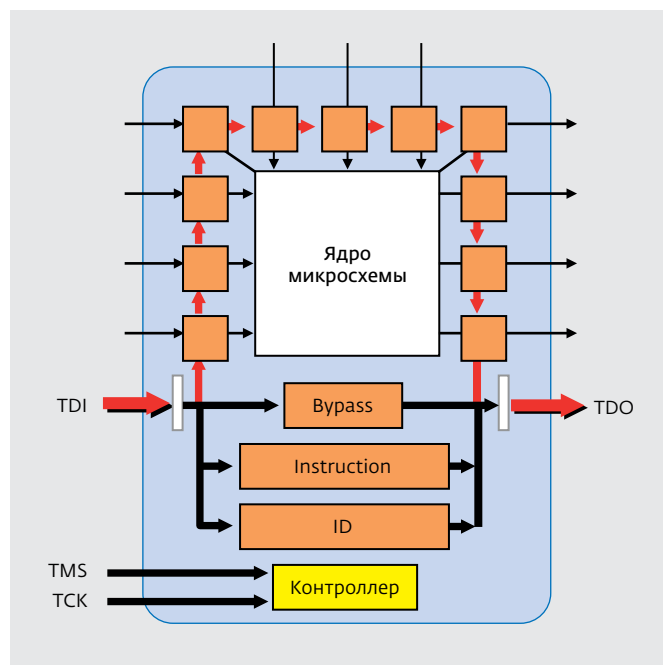 Ядро
микросхемы
TDI
Bypass
TDO
Instruction
ID
TMS
Контроллер
TCK